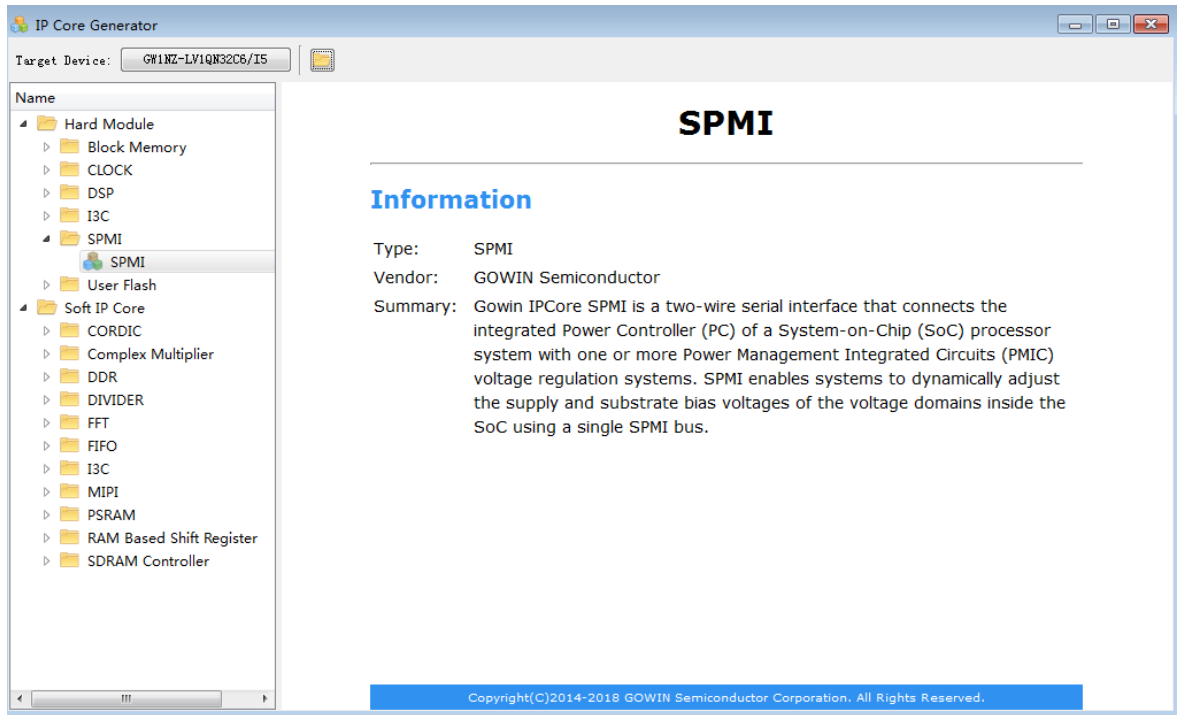 IP Core Generator
Target Device: GW1NZ-LV1QN32C6/I5
Name
Hard Module
Block Memory
CLOCK
DSP
I3C
SPMI
SPMI
User Flash
Soft IP Core
CORDIC
Complex Multiplier
DDR
DIVIDER
FFT
FIFO
I3C
MIPI
PSRAM
RAM Based Shift Register
SDRAM Controller
SPMI
Information
Type: SPMI
Vendor: GOWIN Semiconductor
Summary: Gowin IPCore SPMI is a two-wire serial interface that connects the
integrated Power Controller (PC) of a System-on-Chip (SoC) processor
system with one or more Power Management Integrated Circuits (PMIC)
voltage regulation systems. SPMI enables systems to dynamically adjust
the supply and substrate bias voltages of the voltage domains inside the
SoC using a single SPMI bus.
Copyright(C)2014-2018 GOWIN Semiconductor Corporation. All Rights Reserved.